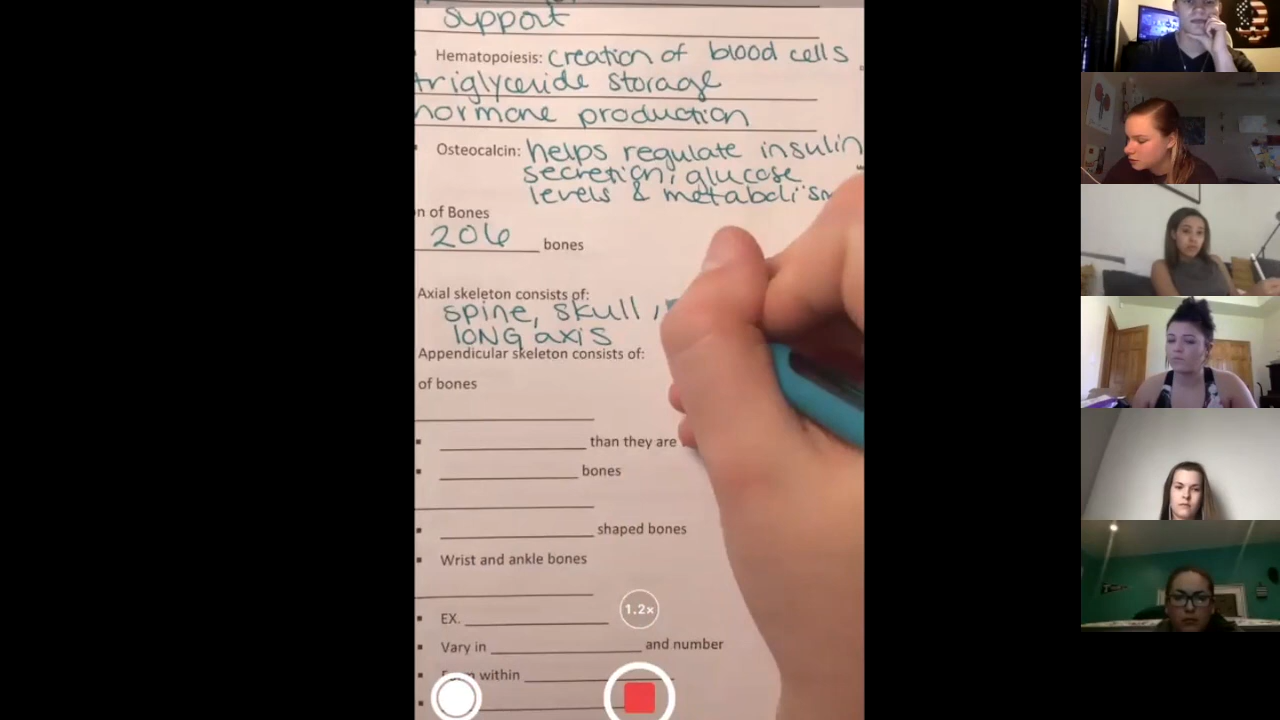 support
Hematopoiesis: creation of blood cells
triglyceride storage
hormone production
Osteocalcin: helps regulate insulin
secretion, glucose
levels & metabolism
n of Bones
206 bones
Axial skeleton consists of:
spine, skull,
long axis
Appendicular skeleton consists of:
of bones
than they are
bones
shaped bones
Wrist and ankle bones
1.2x
EX.
Vary in and number
within